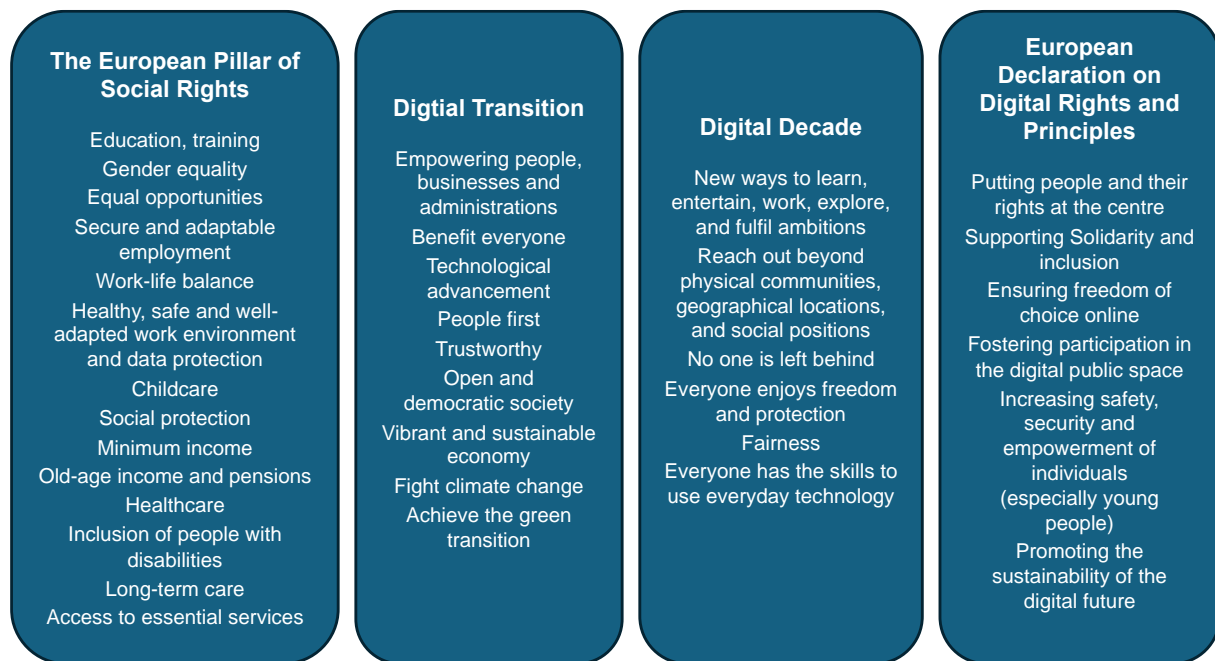 The European Pillar of
Social Rights
Education, training
Gender equality
Equal opportunities
Secure and adaptable
employment
Work-life balance
Healthy, safe and well-
adapted work environment
and data protection
Childcare
Social protection
Minimum income
Old-age income and pensions
Healthcare
Inclusion of people with
disabilities
Long-term care
Access to essential services
Digtial Transition
Empowering people,
businesses and
administrations
Benefit everyone
Technological
advancement
People first
Trustworthy
Open and
democratic society
Vibrant and sustainable
economy
Fight climate change
Achieve the green
transition
Digital Decade
New ways to learn,
entertain, work, explore,
and fulfil ambitions
Reach out beyond
physical communities,
geographical locations,
and social positions
No one is left behind
Everyone enjoys freedom
and protection
Fairness
Everyone has the skills to
use everyday technology
European
Declaration on
Digital Rights and
Principles
Putting people and their
rights at the centre
Supporting Solidarity and
inclusion
Ensuring freedom of
choice online
Fostering participation in
the digital public space
Increasing safety,
security and
empowerment of
individuals
(especially young
people)
Promoting the
sustainability of the
digital future